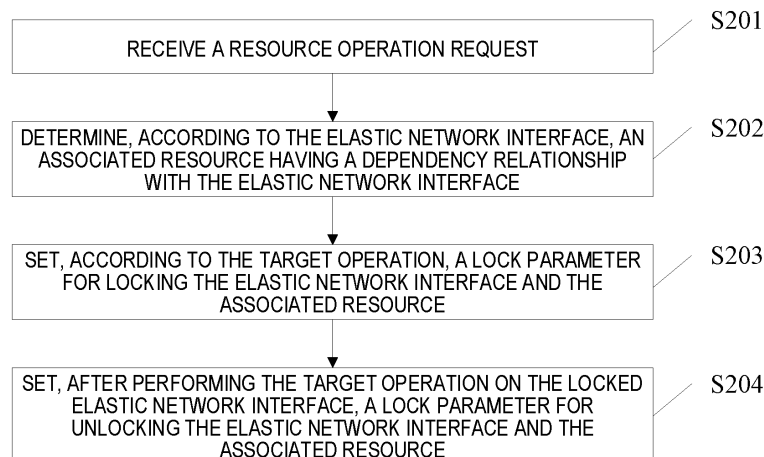 S201
RECEIVE A RESOURCE OPERATION REQUEST
S202
DETERMINE, ACCORDING TO THE ELASTIC NETWORK INTERFACE, AN
ASSOCIATED RESOURCE HAVING A DEPENDENCY RELATIONSHIP
WITH THE ELASTIC NETWORK INTERFACE
S203
SET, ACCORDING TO THE TARGET OPERATION, A LOCK PARAMETER
FOR LOCKING THE ELASTIC NETWORK INTERFACE AND THE
ASSOCIATED RESOURCE
S204
SET, AFTER PERFORMING THE TARGET OPERATION ON THE LOCKED
ELASTIC NETWORK INTERFACE, A LOCK PARAMETER FOR
UNLOCKING THE ELASTIC NETWORK INTERFACE AND THE
ASSOCIATED RESOURCE